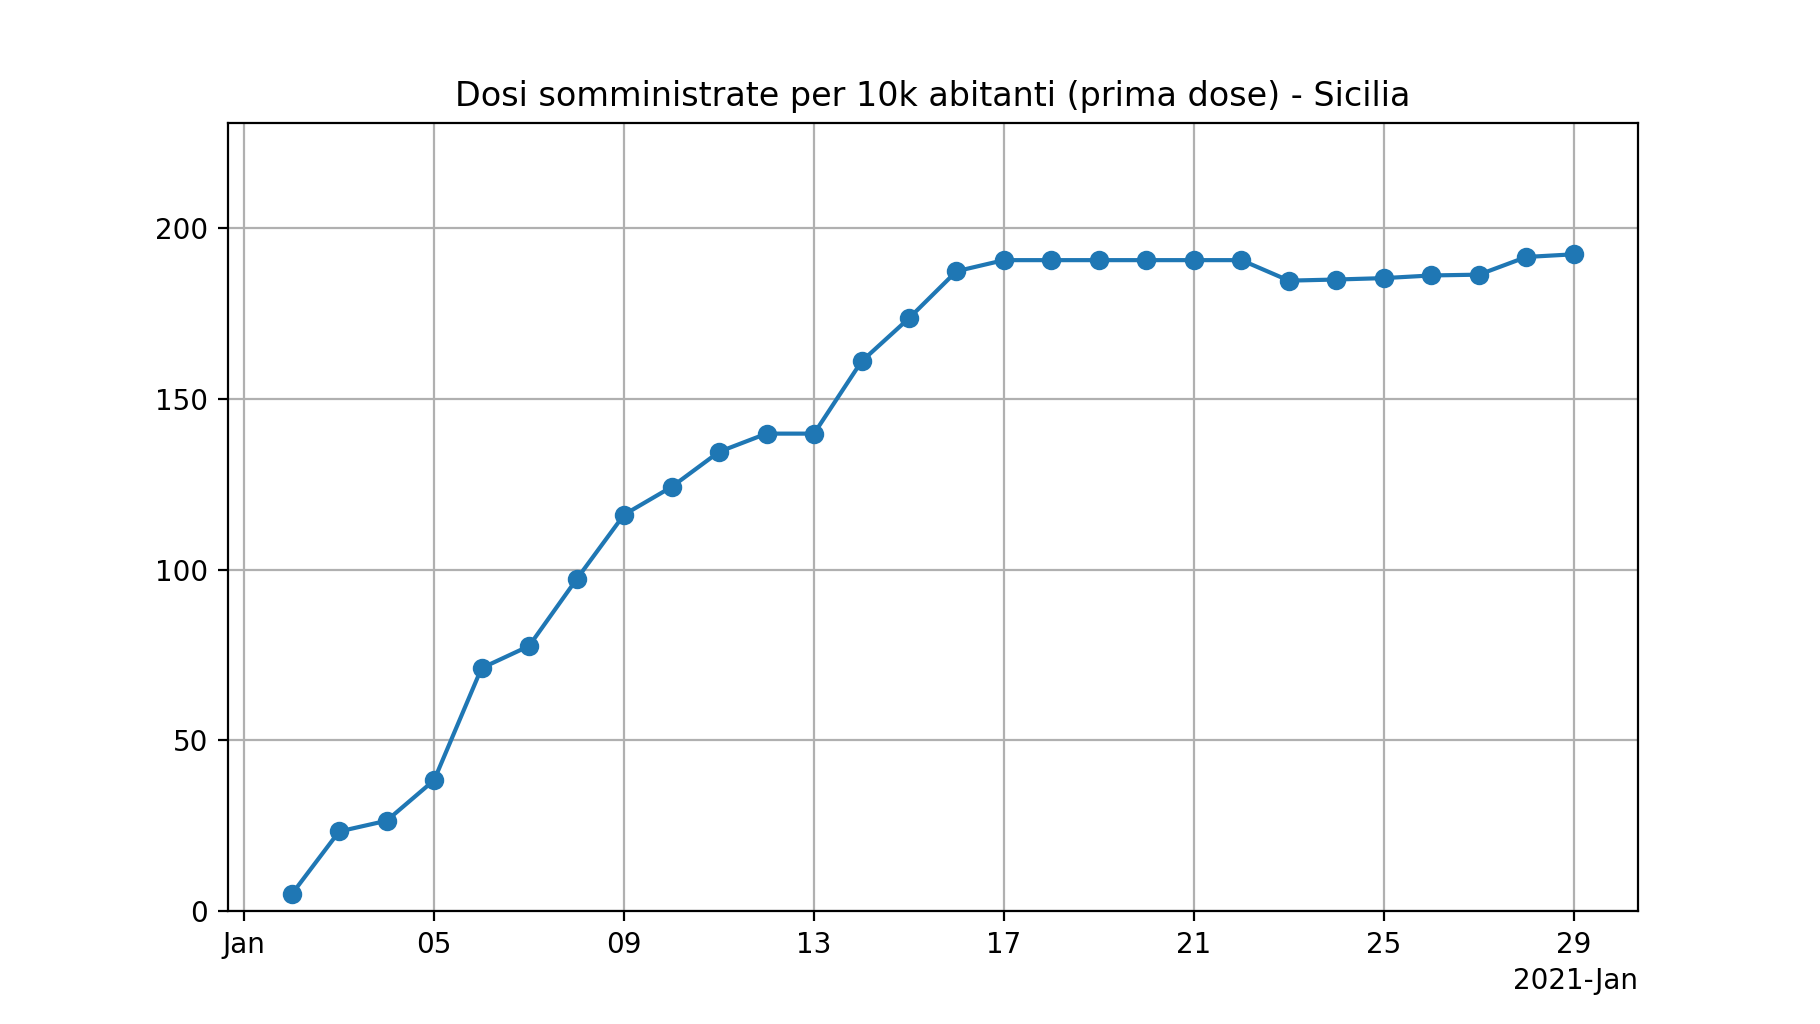 Dosi somministrate per 10k abitanti (prima dose) - Sicilia
200
150
100
50
0
Jan 05 09 13 17 21 25 29
2021-Jan